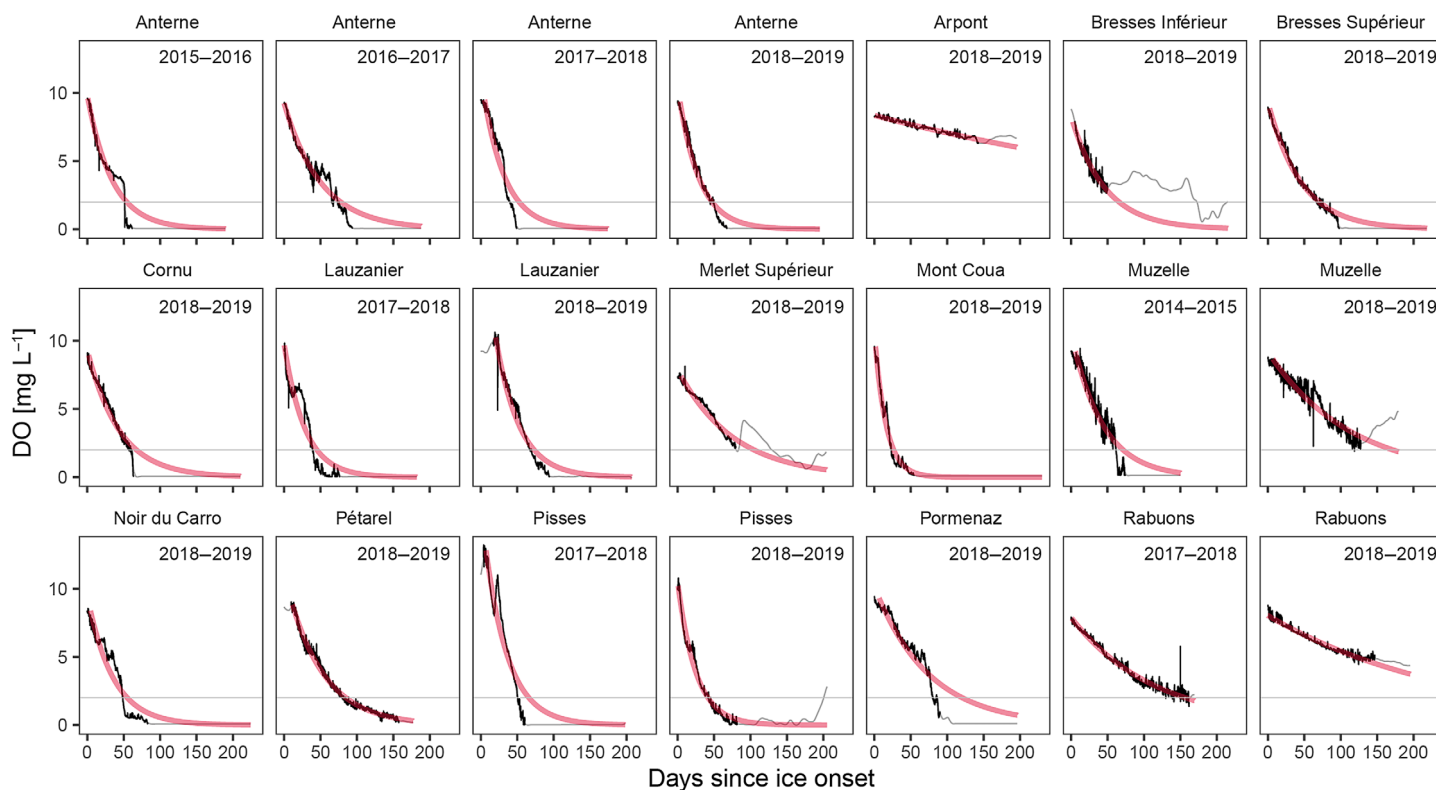 Anterne Anterne Anterne Anterne Arpont Bresses Inférieur Bresses Supérieur
2015–2016 2016–2017 2017–2018 2018–2019 2018–2019 2018–2019 2018–2019
10
5
0
Cornu Lauzanier Lauzanier Merlet Supérieur Mont Coua Muzelle Muzelle
2018–2019 2017–2018 2018–2019 2018–2019 2018–2019 2014–2015 2018–2019
10
5
0
DO [mg L⁻¹]
Noir du Carro Pétarel Pisses Pisses Pormenaz Rabuons Rabuons
2018–2019 2018–2019 2017–2018 2018–2019 2018–2019 2017–2018 2018–2019
10
5
0
0 50 100 150 200 0 50 100 150 200 0 50 100 150 200 0 50 100 150 200 0 50 100 150 200 0 50 100 150 200 0 50 100 150 200
Days since ice onset